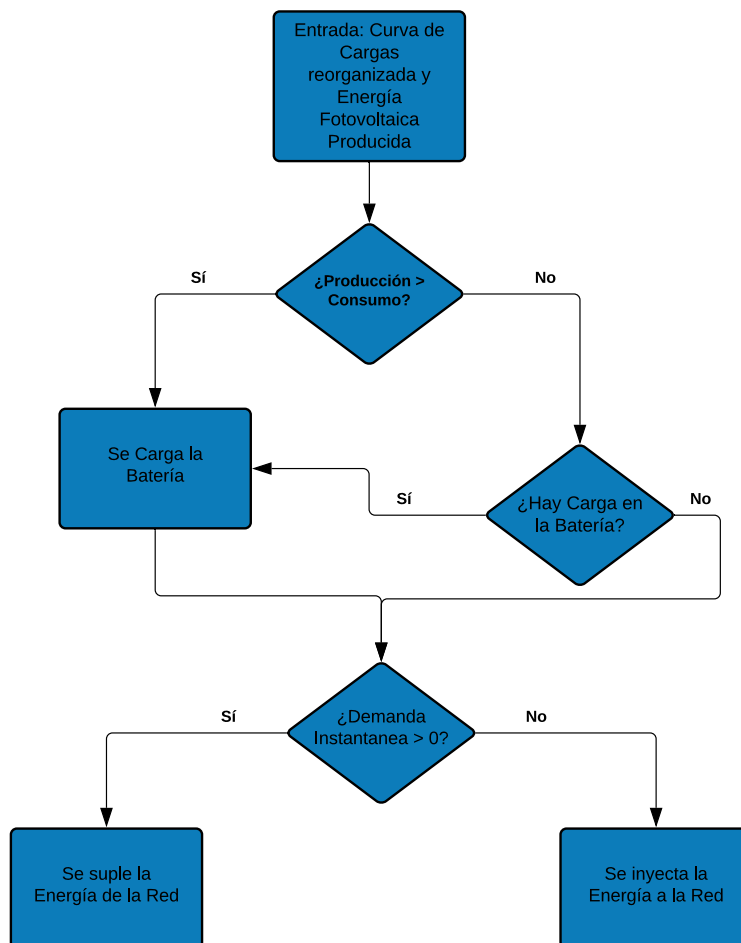 Entrada: Curva de
Cargas
reorganizada y
Energía
Fotovoltaica
Producida
¿Producción >
Consumo?
Sí
No
Se Carga la
Batería
¿Hay Carga en
la Batería?
Sí
No
¿Demanda
Instantanea > 0?
Sí
No
Se suple la
Energía de la Red
Se inyecta la
Energía a la Red